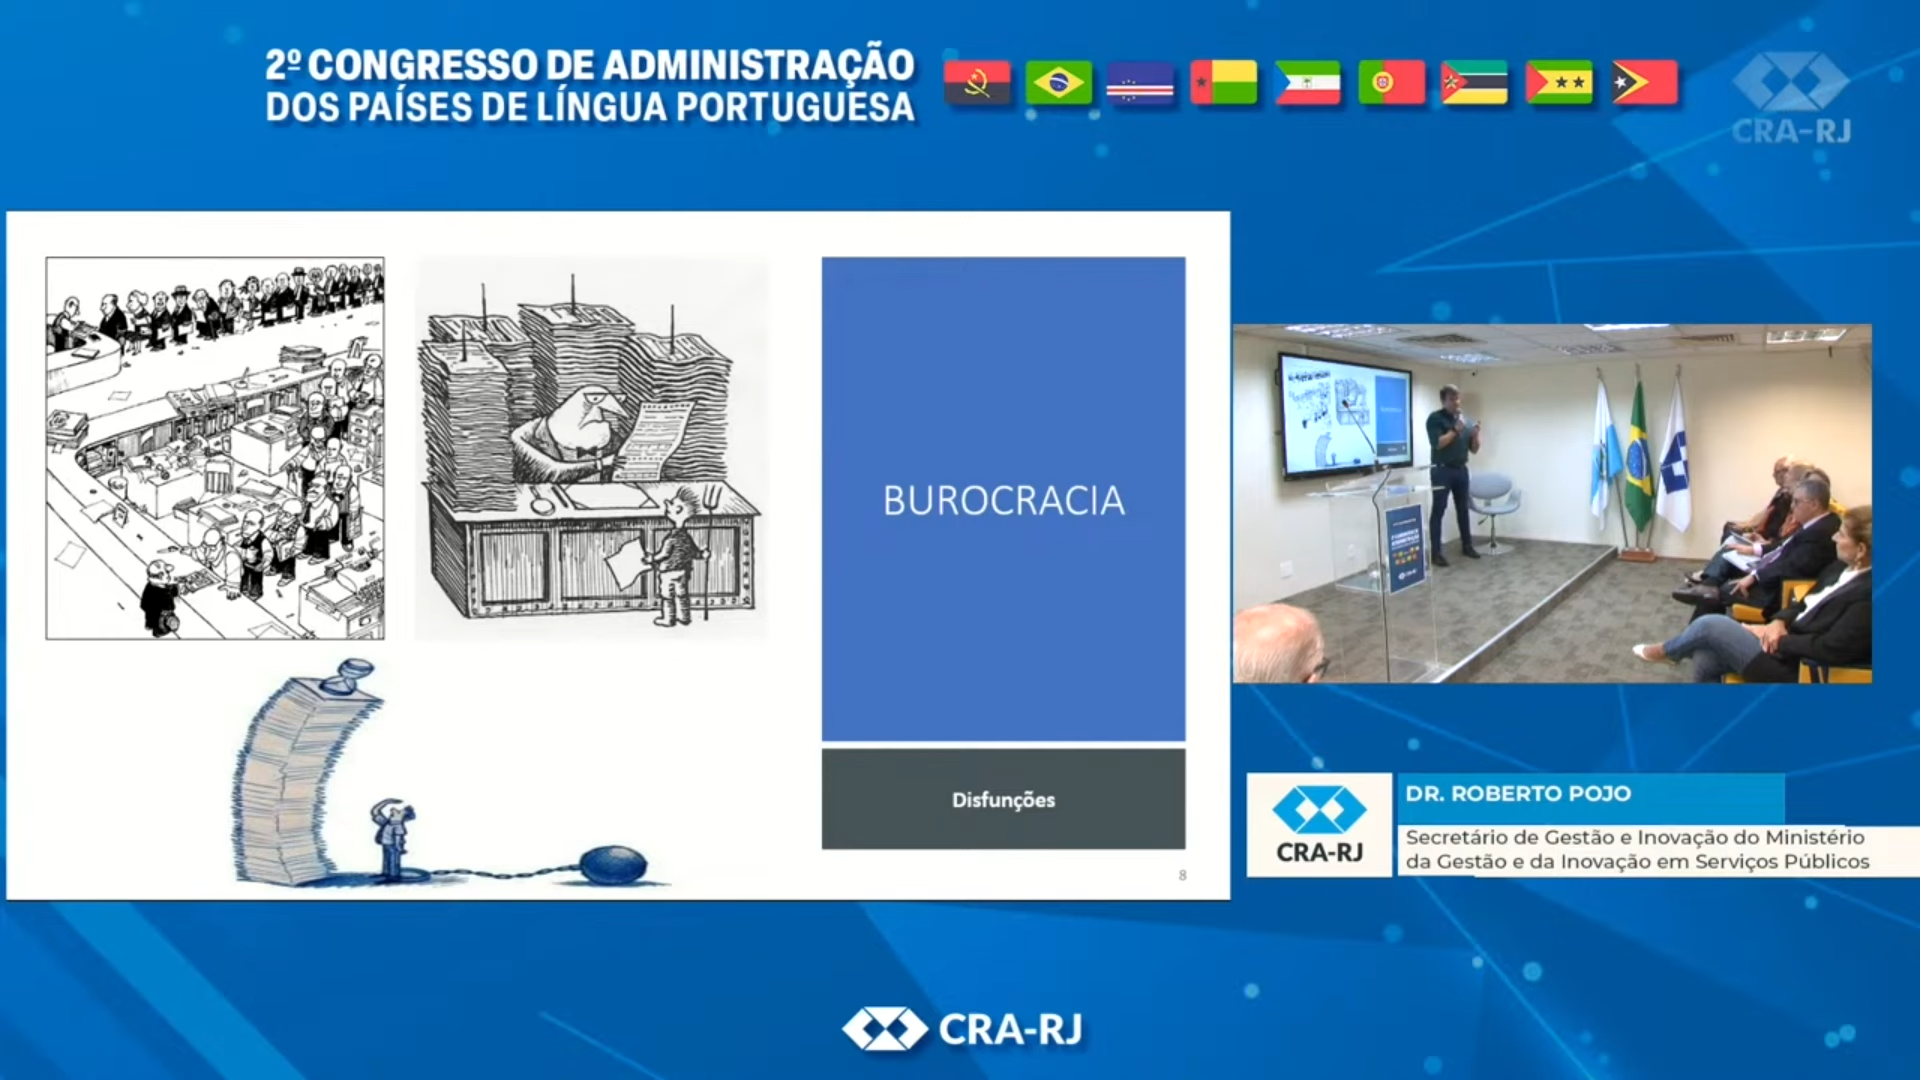 2º CONGRESSO DE ADMINISTRAÇÃO
DOS PAÍSES DE LÍNGUA PORTUGUESA
CRA-RJ
BUROCRACIA
Disfunções
8
CRA-RJ
DR. ROBERTO POJO
Secretário de Gestão e Inovação do Ministério
da Gestão e da Inovação em Serviços Públicos
CRA-RJ